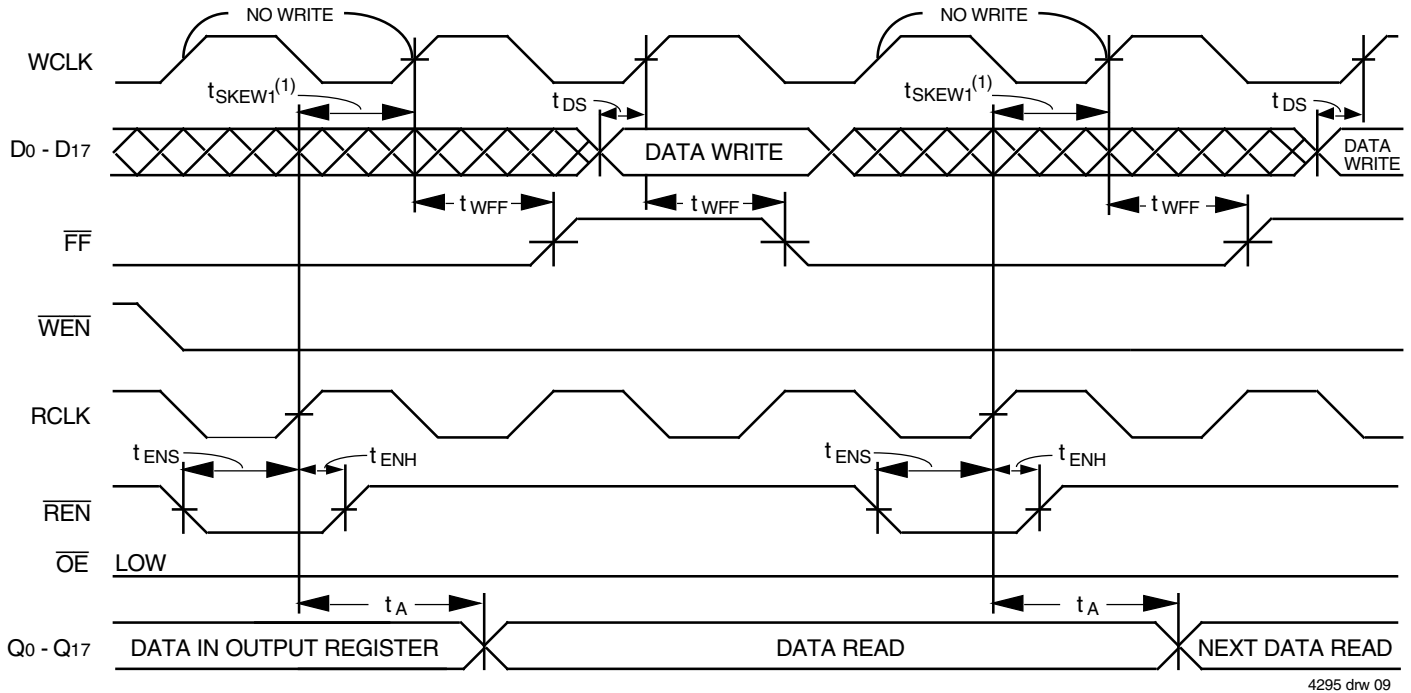 NO WRITE
NO WRITE
WCLK
tSKEW1(1)
tDS
tSKEW1(1)
tDS
D0 - D17
DATA WRITE
DATA
WRITE
tWFF
tWFF
tWFF
FF
WEN
RCLK
tENS
tENH
tENS
tENH
REN
OE
LOW
tA
tA
Q0 - Q17
DATA IN OUTPUT REGISTER
DATA READ
NEXT DATA READ
4295 drw 09